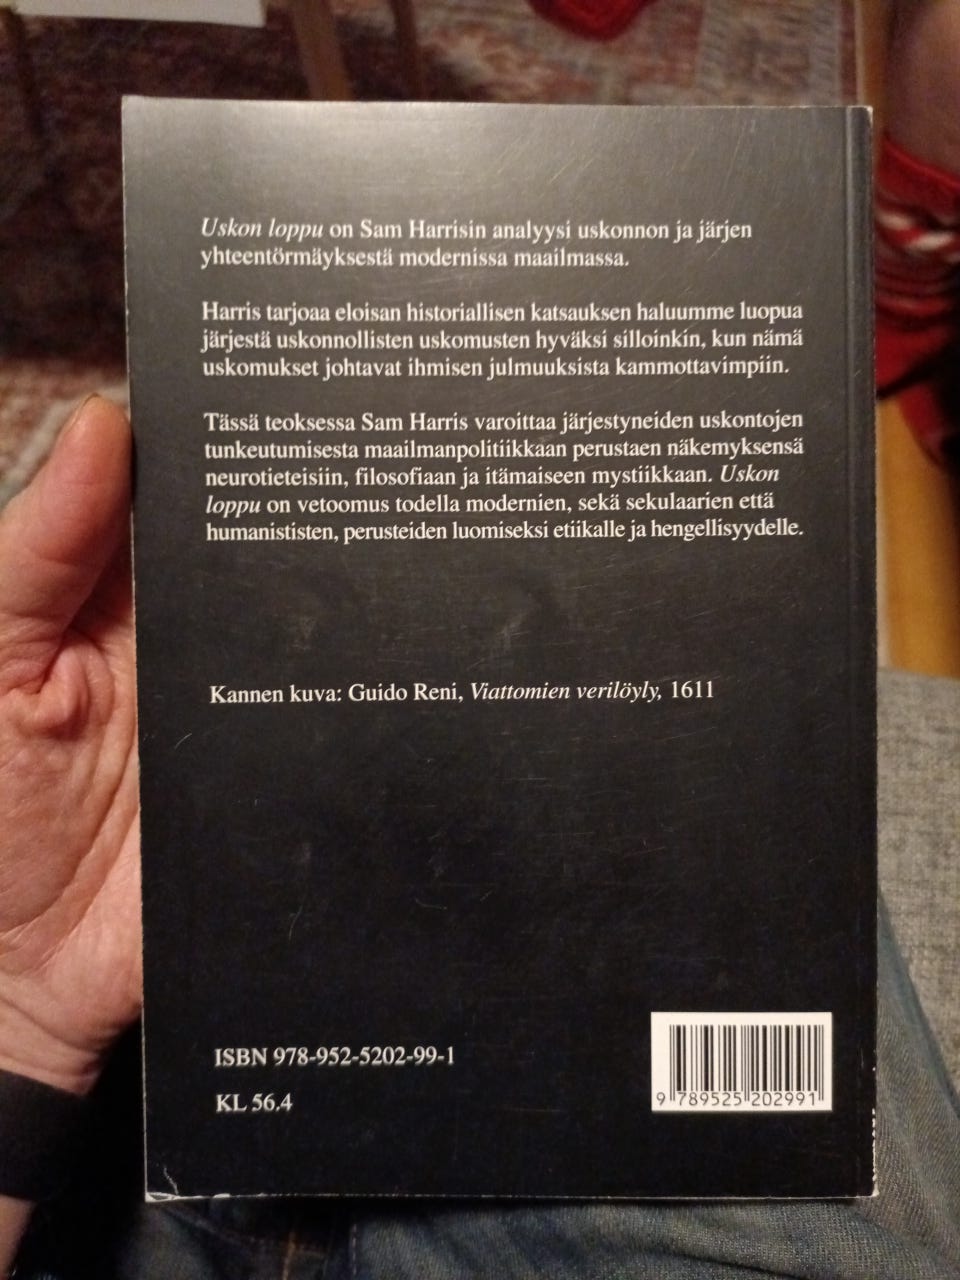 Uskon loppu on Sam Harrisin analyysi uskonnon ja järjen
yhteentörmäyksestä modernissa maailmassa.
Harris tarjoaa eloisan historiallisen katsauksen haluumme luopua
järjestä uskonnollisten uskomusten hyväksi silloinkin, kun nämä
uskomukset johtavat ihmisen julmuuksista kammottavimpiin.
Tässä teoksessa Sam Harris varoittaa järjestyneiden uskontojen
tunkeutumisesta maailmanpolitiikkaan perustaen näkemyksensä
neurotieteisiin, filosofiaan ja itämaiseen mystiikkaan. Uskon
loppu on vetoomus todella modernien, sekä sekulaarien että
humanististen, perusteiden luomiseksi etiikalle ja hengellisyydelle.
Kannen kuva: Guido Reni, Viattomien verilöyly, 1611
ISBN 978-952-5202-99-1
KL 56.4
9 789525 202991